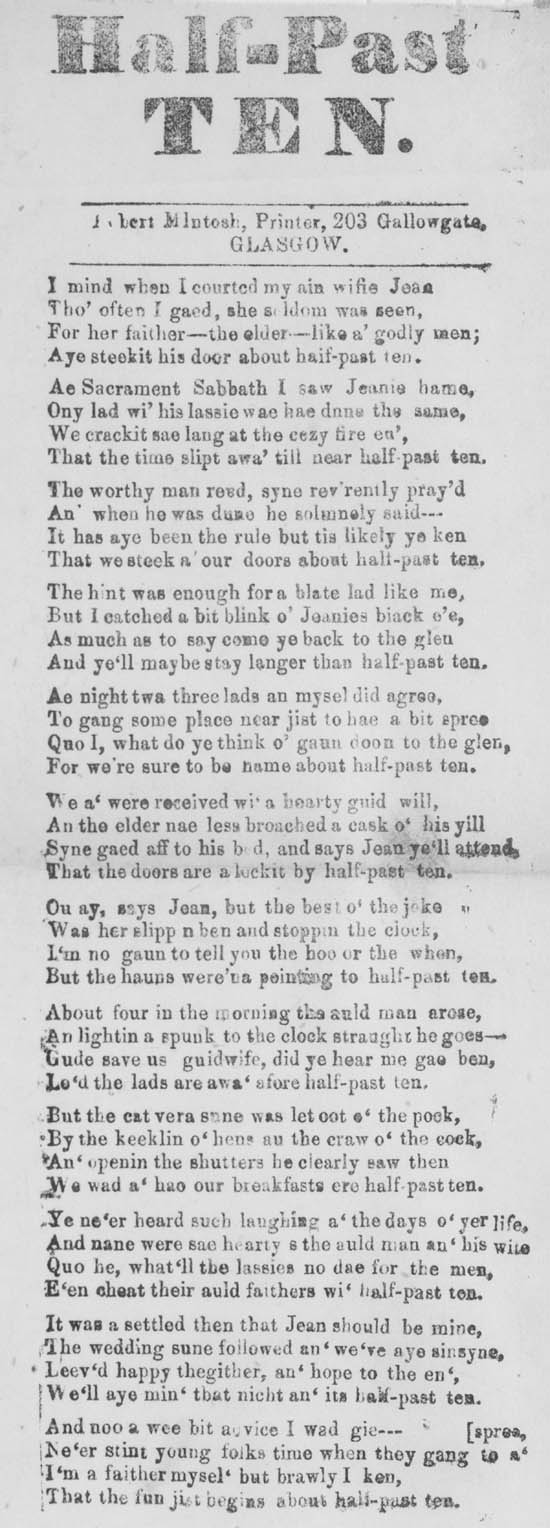 Half-Past
TEN.
bert M'Intosh, Printer, 203 Gallowgate,
GLASGOW.
I mind when I courted my ain wifie Jean
Tho' often I gaed, she seldom was seen,
For her faither—the elder—like a' godly men;
Aye steekit his door about half-past ten.
Ae Sacrament Sabbath I saw Jeanie hame,
Ony lad wi' his lassie wae hae dune the same,
We crackit sae lang at the cezy fire en',
That the time slipt awa' till near half-past ten.
The worthy man reed, syne rev'rently pray'd
An' when he was dune he solmnely said---
It has aye been the rule but tis likely ye ken
That we steek a' our doors about half-past ten.
The hint was enough for a blate lad like me,
But I catched a bit blink o' Jeanies black e'e,
As much as to say come ye back to the glen
And ye'll maybe stay langer than half-past ten.
Ae night twa three lads an mysel did agree,
To gang some place near jist to hae a bit spree
Quo I, what do ye think o' gaun doon to the glen,
For we're sure to be name about half-past ten.
We a' were received wi' a hearty guid will,
An the elder nae less broached a cask o' his yill
Syne gaed aff to his bed, and says Jean ye'll attend,
That the doors are a lockit by half-past ten.
Ou ay, says Jean, but the best o' the joke
Was her slippin ben and stoppin the clock,
I'm no gaun to tell you the hoo or the when,
But the hauns were'na pointing to half-past ten.
About four in the morning the auld man arose,
An lightin a spunk to the clock straught he goes—
Gude save us guidwife, did ye hear me gae ben,
Lo'd the lads are awa' afore half-past ten.
But the cat vera sune was let oot o' the pock,
By the keeklin o' hens an the craw o' the cock,
An' openin the shutters he clearly saw then
We wad a' hae our breakfasts ere half-past ten.
Ye ne'er heard such laughing a' the days o' yer life,
And nane were sae hearty s the auld man an' his wife
Quo he, what'll the lassies no dae for the men,
E'en cheat their auld faithers wi' half-past ten.
It was a settled then that Jean should be mine,
The wedding sune followed an' we've aye sinsyne,
Leev'd happy thegither, an' hope to the en',
We'll aye min' that nicht an' its half-past ten.
And noo a wee bit advice I wad gie--- [spree,
Ne'er stint young folks time when they gang to a'
I'm a faither mysel' but brawly I ken,
That the fun jist begins about half-past ten.